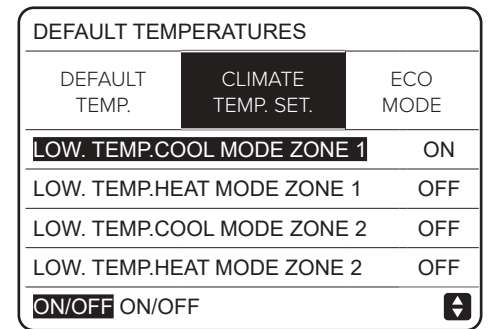 DEFAULT TEMPERATURES
DEFAULT
TEMP.
CLIMATE
TEMP. SET.
ECO
MODE
LOW. TEMP.COOL MODE ZONE 1 ON
LOW. TEMP.HEAT MODE ZONE 1 OFF
LOW. TEMP.COOL MODE ZONE 2 OFF
LOW. TEMP.HEAT MODE ZONE 2 OFF
ON/OFF ON/OFF